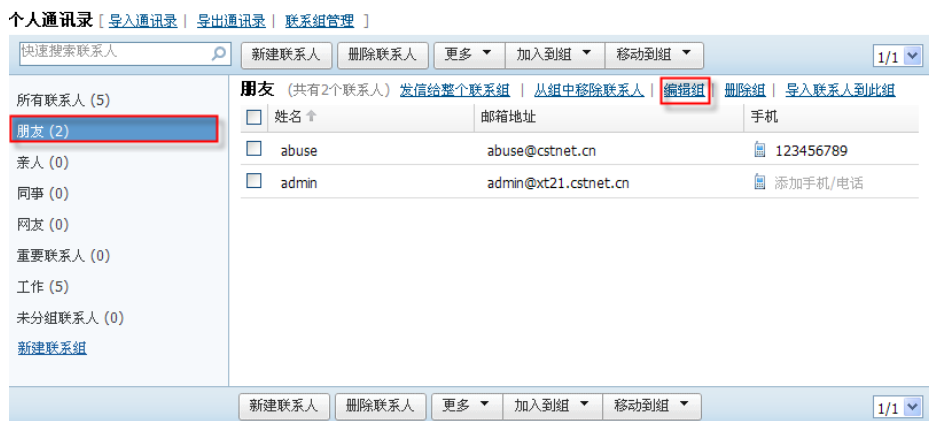 个人通讯录 [ 导入通讯录 | 导出通讯录 | 联系组管理 ]
快速搜索联系人 新建联系人 删除联系人 更多 加入到组 移动到组 1/1
朋友 (共有2个联系人) 发信给整个联系组 | 从组中移除联系人 | 编辑组 | 删除组 | 导入联系人到此组
所有联系人 (5)
朋友 (2)
亲人 (0)
同事 (0)
网友 (0)
重要联系人 (0)
工作 (5)
未分组联系人 (0)
新建联系组
姓名 邮箱地址 手机
abuse abuse@cstnet.cn 123456789
admin admin@xt21.cstnet.cn 添加手机/电话
新建联系人 删除联系人 更多 加入到组 移动到组 1/1